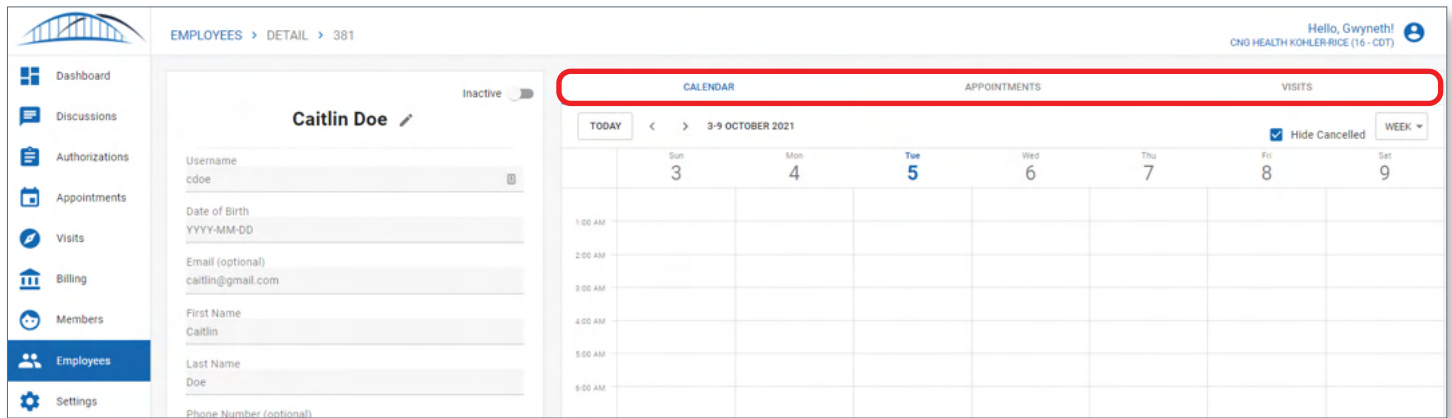 EMPLOYEES > DETAIL > 381
Hello, Gwyneth!
CNG HEALTH KOHLER-RICE (16 - CDT)
Dashboard
Discussions
Authorizations
Appointments
Visits
Billing
Members
Employees
Settings
Inactive
Caitlin Doe
Username
cdoe
Date of Birth
YYYY-MM-DD
Email (optional)
caitlin@gmail.com
First Name
Caitlin
Last Name
Doe
Phone Number (optional)
CALENDAR APPOINTMENTS VISITS
TODAY < > 3-9 OCTOBER 2021 Hide Cancelled WEEK
Sun Mon Tue Wed Thu Fri Sat
3 4 5 6 7 8 9
1:00 AM
2:00 AM
3:00 AM
4:00 AM
5:00 AM
6:00 AM